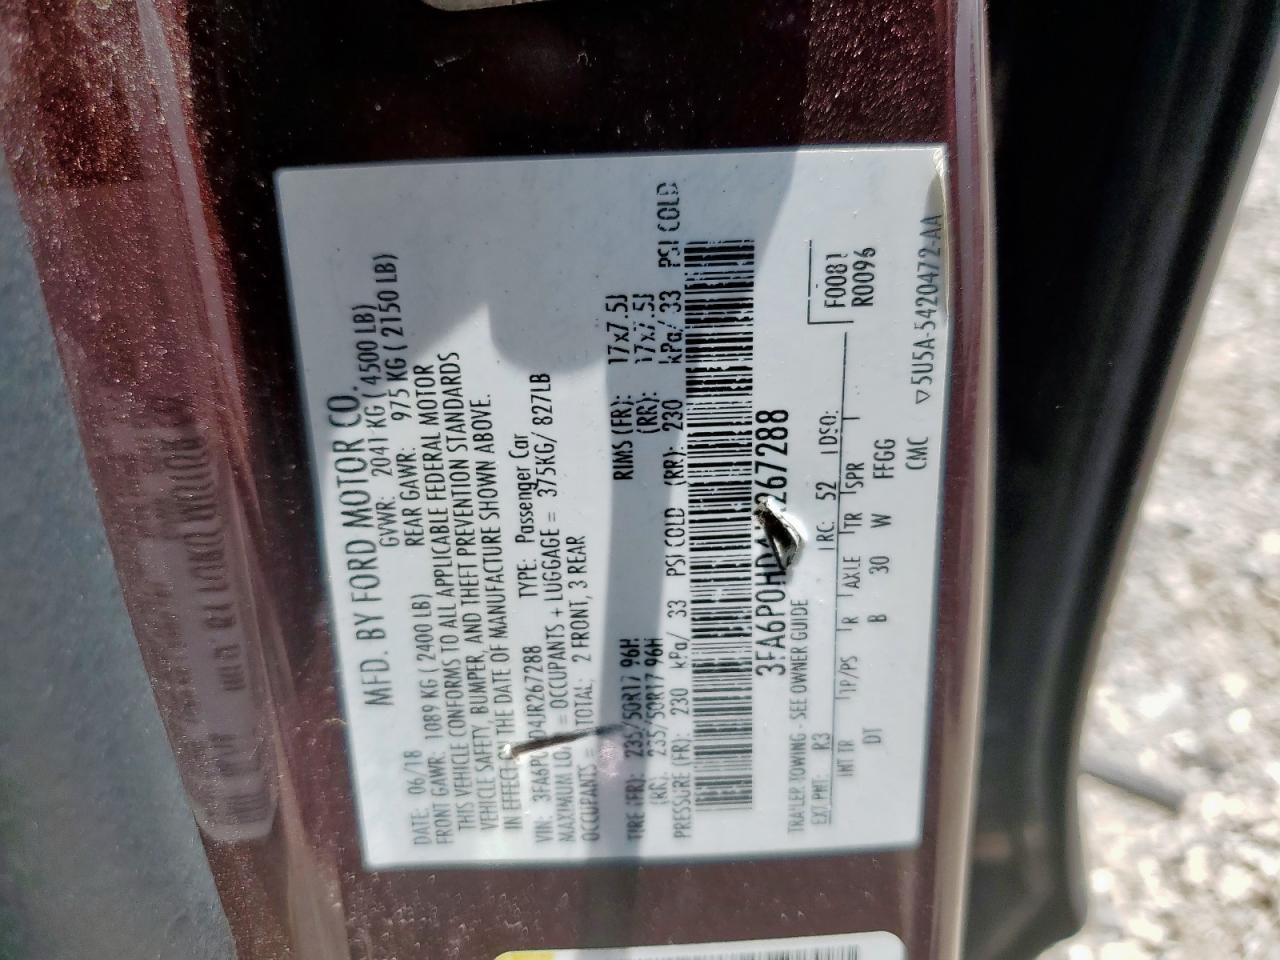 MFD. BY FORD MOTOR CO.
DATE: 06/18 GVWR: 2041 KG ( 4500 LB)
FRONT GAWR: 1089 KG ( 2400 LB) REAR GAWR: 975 KG ( 2150 LB)
THIS VEHICLE CONFORMS TO ALL APPLICABLE FEDERAL MOTOR
VEHICLE SAFETY, BUMPER, AND THEFT PREVENTION STANDARDS
IN EFFECT ON THE DATE OF MANUFACTURE SHOWN ABOVE.
VIN: TYPE: Passenger Car
MAXIMUM = OCCUPANTS + LUGGAGE = 375KG/ 827LB
OCCUPANTS = TOTAL: 2 FRONT, 3 REAR
TIRE (FR): 235/50R17 96H RIMS (FR): 17x7.5J
(RR): 235/50R17 96H (RR): 17x7.5J
PRESSURE (FR): 230 kPa/ 33 PSI COLD (RR): 230 kPa/ 33 PSI COLD
267288
TRAILER TOWING - SEE OWNER GUIDE
EXT PNT: R3 RC: 52 DSO: F0081
INT TR TP/PS R AXLE TR SPR R0096
DT B 30 W FFGG
CMC
▽5U5A-5420472-AA